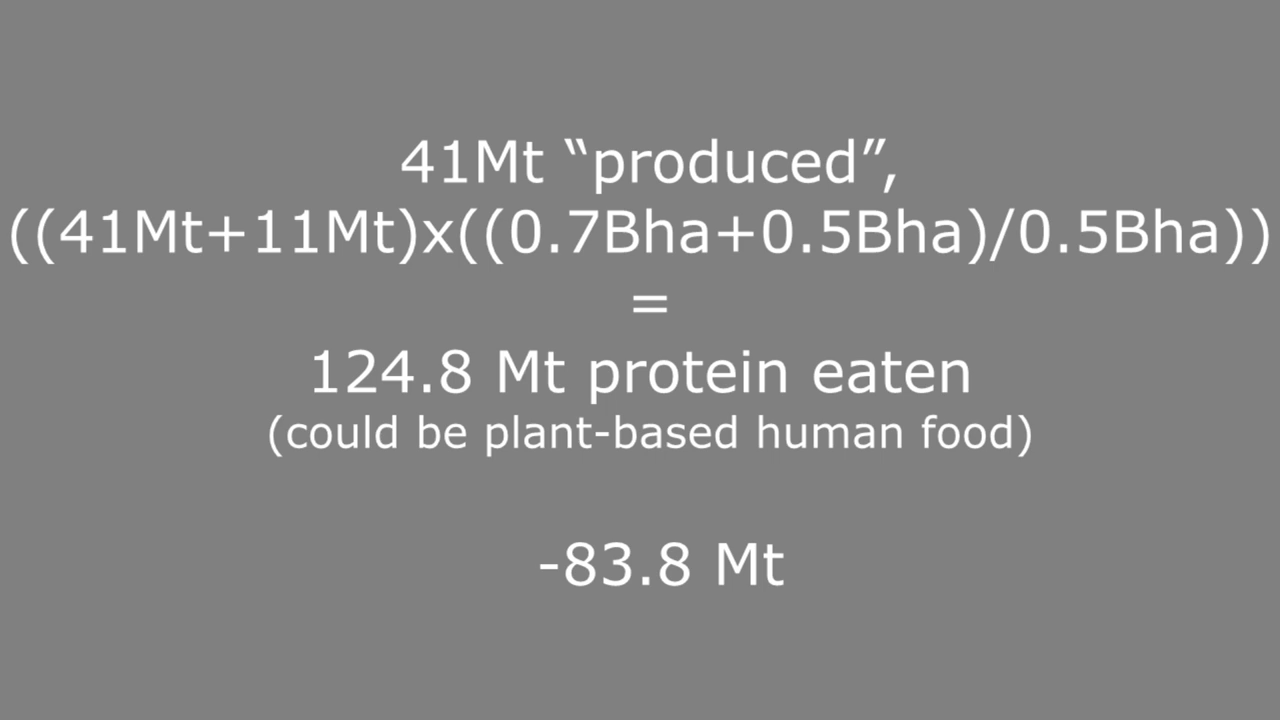 41Mt “produced”,
((41Mt+11Mt)x((0.7Bha+0.5Bha)/0.5Bha))
=
124.8 Mt protein eaten
(could be plant-based human food)
-83.8 Mt